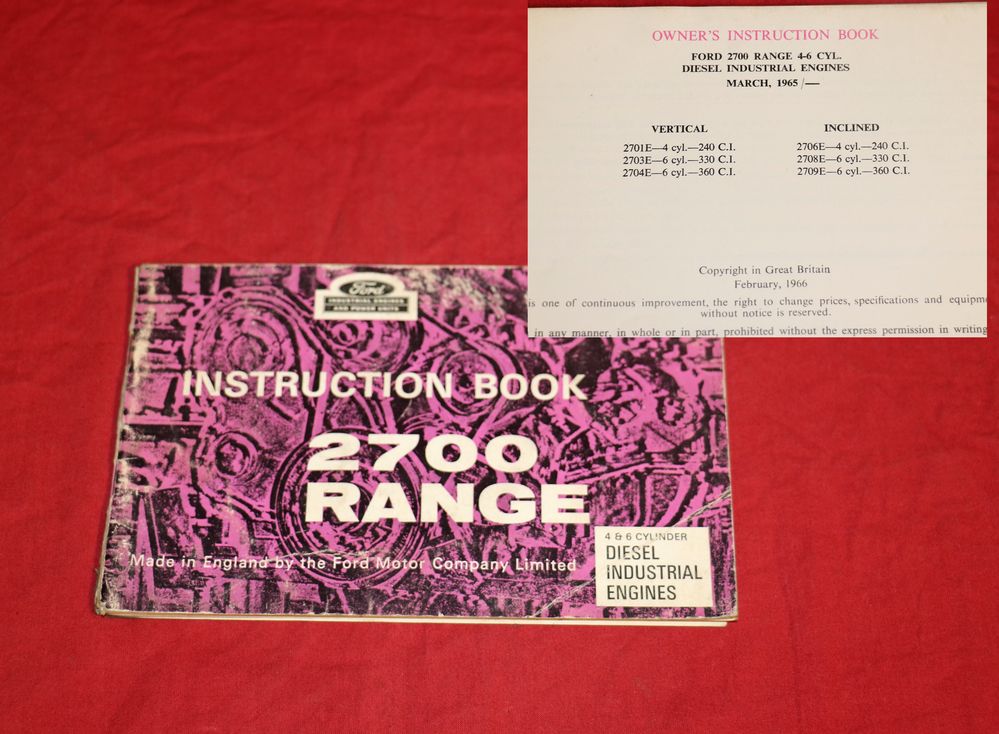 OWNER'S INSTRUCTION BOOK
FORD 2700 RANGE 4-6 CYL.
DIESEL INDUSTRIAL ENGINES
MARCH, 1965/—
VERTICAL
2701E—4 cyl.—240 C.I.
2703E—6 cyl.—330 C.I.
2704E—6 cyl.—360 C.I.
INCLINED
2706E—4 cyl.—240 C.I.
2708E—6 cyl.—330 C.I.
2709E—6 cyl.—360 C.I.
Copyright in Great Britain
February, 1966
is one of continuous improvement, the right to change prices, specifications and equipm
without notice is reserved.
in any manner, in whole or in part, prohibited without the express permission in writing
Ford
INDUSTRIAL ENGINES
AND POWER UNITS
INSTRUCTION BOOK
2700
RANGE
Made in England by the Ford Motor Company Limited
4 & 6 CYLINDER
DIESEL
INDUSTRIAL
ENGINES